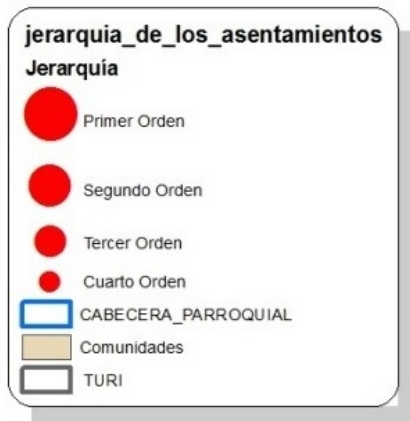 jerarquia_de_los_asentamientos
Jerarquía
Primer Orden
Segundo Orden
Tercer Orden
Cuarto Orden
CABECERA_PARROQUIAL
Comunidades
TURI